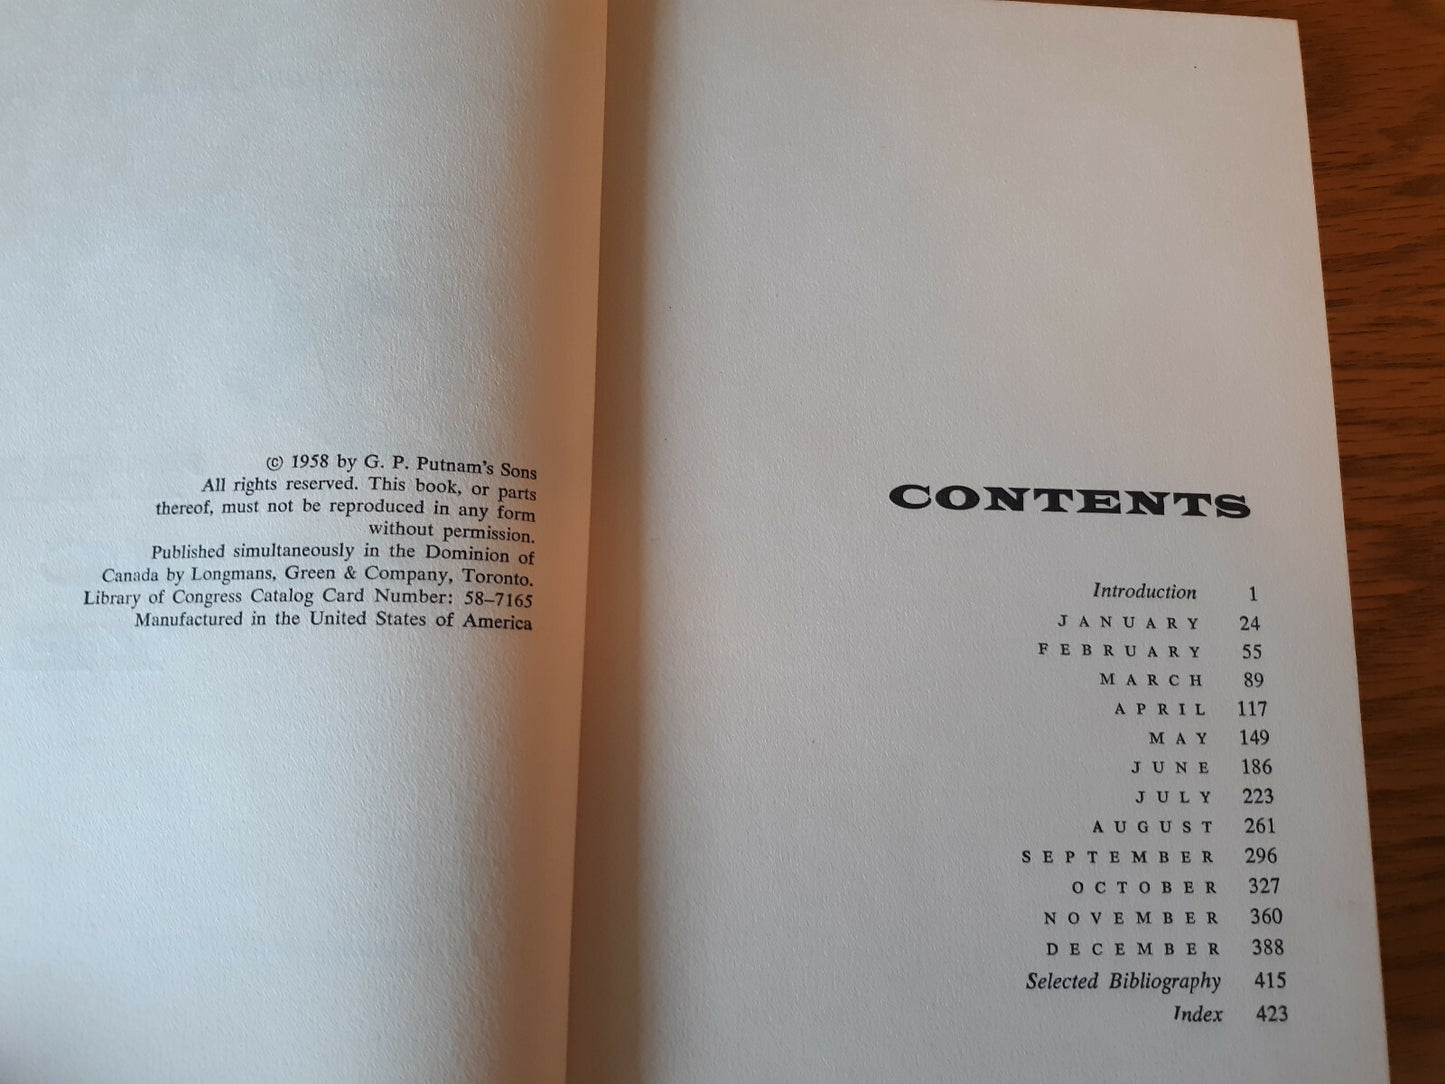 © 1958 by G. P. Putnam's Sons
All rights reserved. This book, or parts
thereof, must not be reproduced in any form
without permission.
Published simultaneously in the Dominion of
Canada by Longmans, Green & Company, Toronto.
Library of Congress Catalog Card Number: 58–7165
Manufactured in the United States of America
CONTENTS
Introduction 1
JANUARY 24
FEBRUARY 55
MARCH 89
APRIL 117
MAY 149
JUNE 186
JULY 223
AUGUST 261
SEPTEMBER 296
OCTOBER 327
NOVEMBER 360
DECEMBER 388
Selected Bibliography 415
Index 423